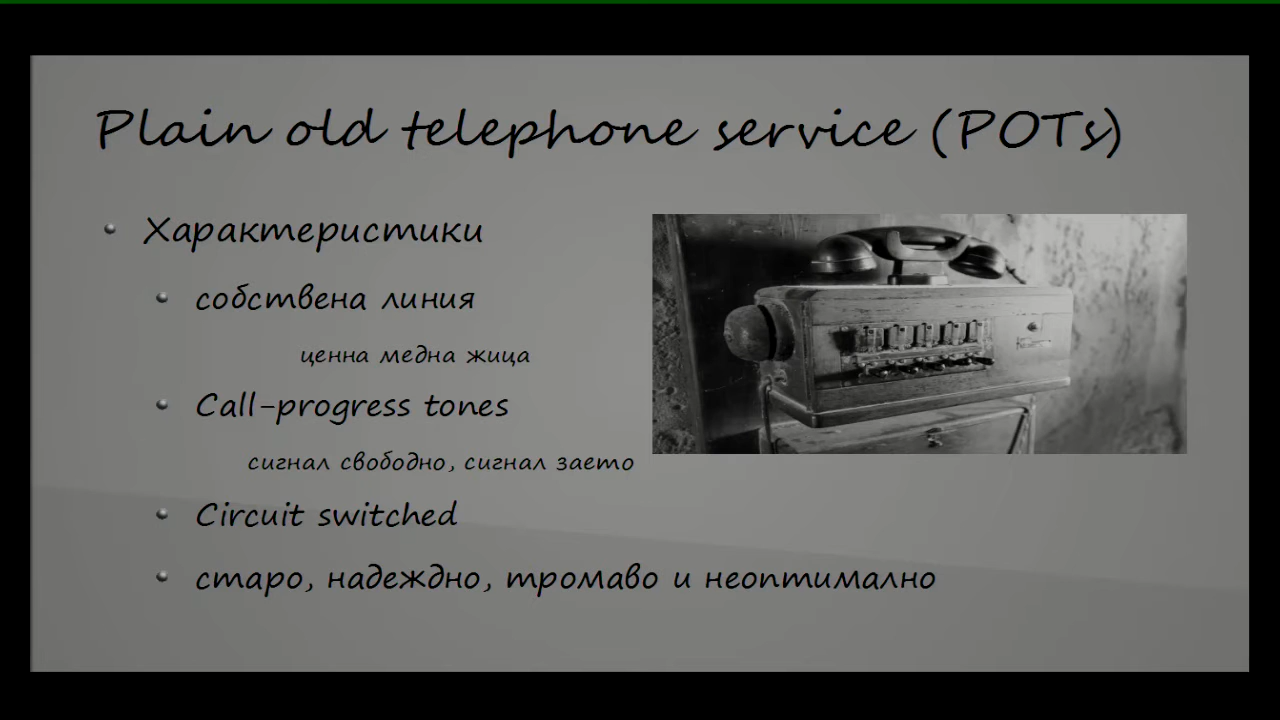 Plain old telephone service (POTs)
Характеристики
собствена линия
ценна медна жица
Call-progress tones
сигнал свободно, сигнал заето
Circuit switched
старо, надеждно, тромаво и неоптимално